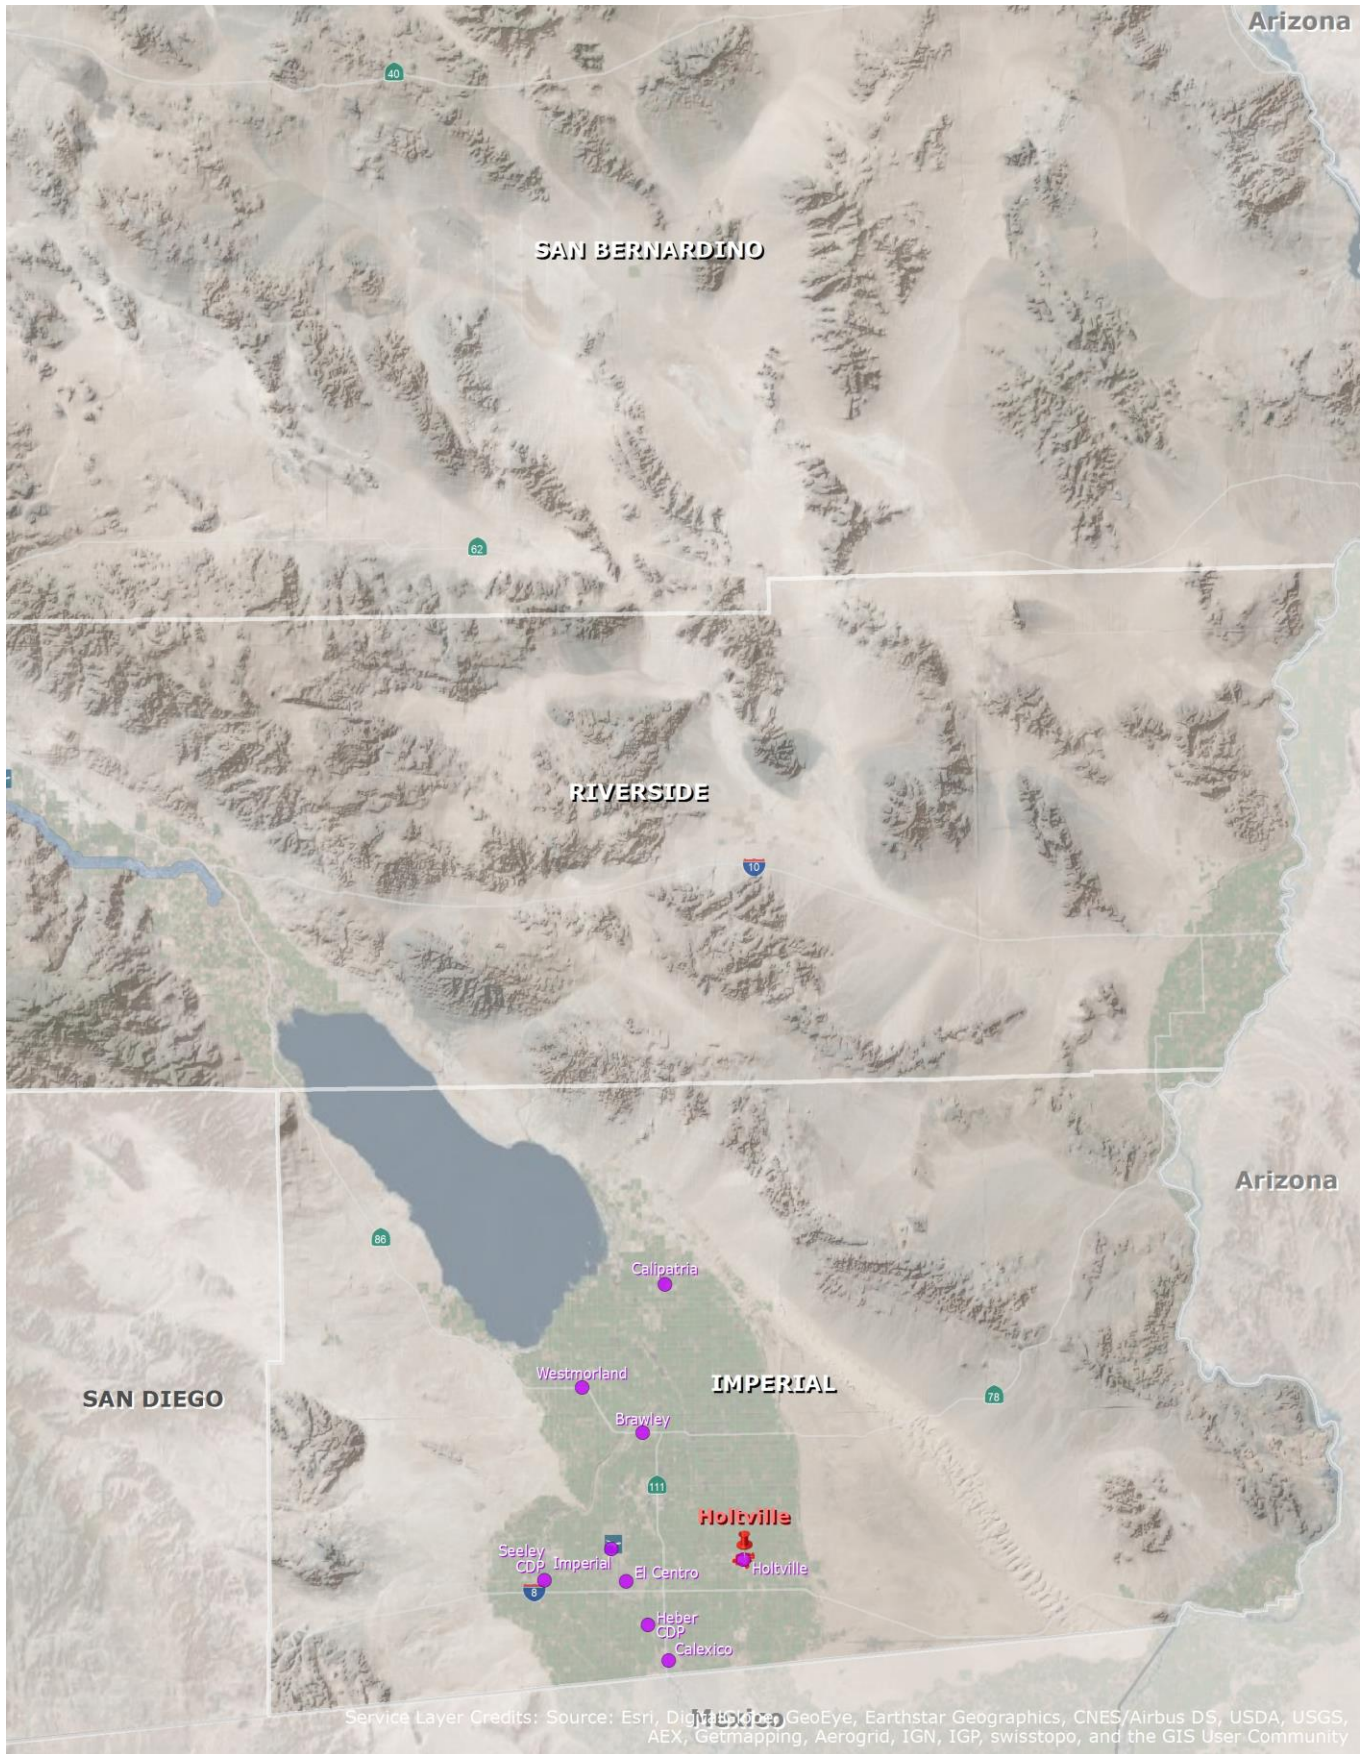 Arizona
40
SAN BERNARDINO
62
RIVERSIDE
10
Arizona
86
Calipatria
Westmorland
IMPERIAL
78
SAN DIEGO
Brawley
111
Holtville
Seeley
CDP
Imperial
El Centro
Holtville
8
Heber
CDP
Calexico
Mexico
Service Layer Credits: Source: Esri, DigitalGlobe, GeoEye, Earthstar Geographics, CNES/Airbus DS, USDA, USGS,
AEX, Getmapping, Aerogrid, IGN, IGP, swisstopo, and the GIS User Community